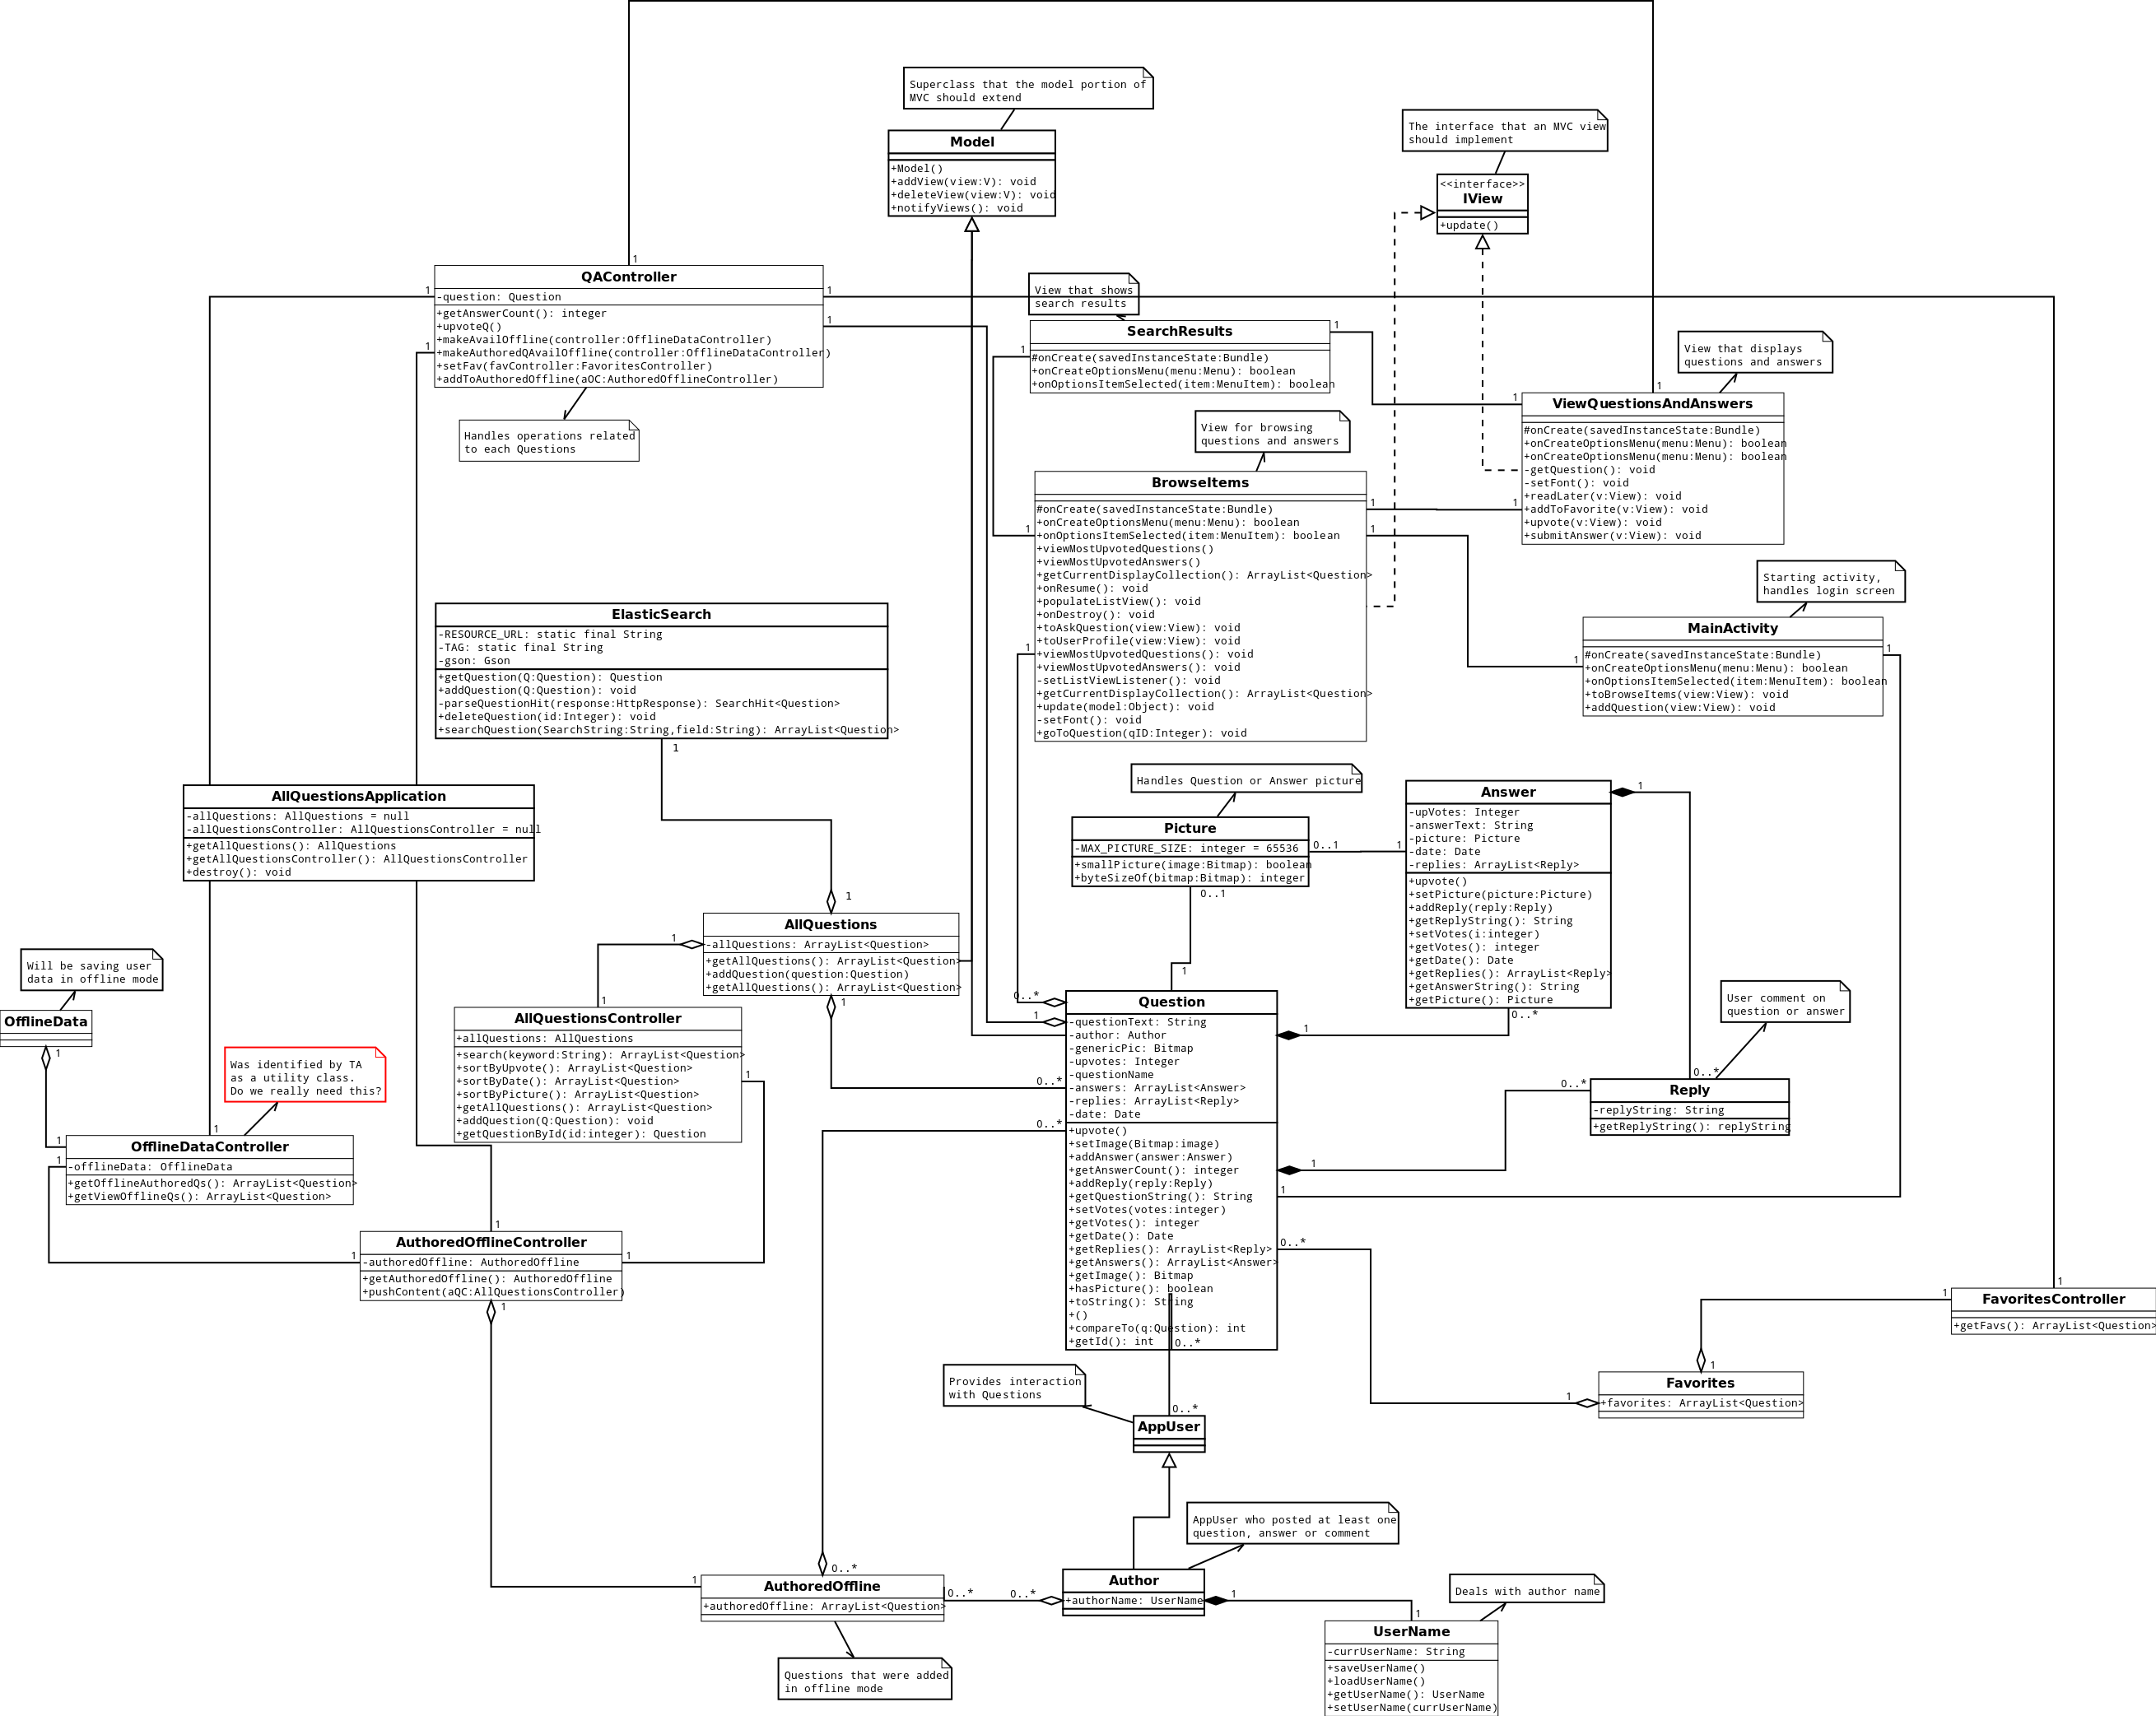 Superclass that the model portion of
MVC should extend
Model
+Model()
+addView(view:V): void
+deleteView(view:V): void
+notifyViews(): void
The interface that an MVC view
should implement
<<interface>>
IView
+update()
1
QAController
-question: Question
+getAnswerCount(): integer
+upvoteQ()
+makeAvailOffline(controller:OfflineDataController)
+makeAuthoredQAvailOffline(controller:OfflineDataController)
+setFav(favController:FavoritesController)
+addToAuthoredOffline(aOC:AuthoredOfflineController)
1
1
1
1
Handles operations related
to each Questions
View that shows
search results
SearchResults
#onCreate(savedInstanceState:Bundle)
+onCreateOptionsMenu(menu:Menu): boolean
+onOptionsItemSelected(item:MenuItem): boolean
1
1
View that displays
questions and answers
1
ViewQuestionsAndAnswers
#onCreate(savedInstanceState:Bundle)
+onCreateOptionsMenu(menu:Menu): boolean
+onCreateOptionsMenu(menu:Menu): boolean
-getQuestion(): void
-setFont(): void
+readLater(v:View): void
+addToFavorite(v:View): void
+upvote(v:View): void
+submitAnswer(v:View): void
1
1
View for browsing
questions and answers
BrowseItems
#onCreate(savedInstanceState:Bundle)
+onCreateOptionsMenu(menu:Menu): boolean
+onOptionsItemSelected(item:MenuItem): boolean
+viewMostUpvotedQuestions()
+viewMostUpvotedAnswers()
+getCurrentDisplayCollection(): ArrayList<Question>
+onResume(): void
+populateListView(): void
+onDestroy(): void
+toAskQuestion(view:View): void
+toUserProfile(view:View): void
+viewMostUpvotedQuestions(): void
+viewMostUpvotedAnswers(): void
-setListViewListener(): void
+getCurrentDisplayCollection(): ArrayList<Question>
+update(model:Object): void
-setFont(): void
+goToQuestion(qID:Integer): void
1
1
1
1
Starting activity,
handles login screen
MainActivity
#onCreate(savedInstanceState:Bundle)
+onCreateOptionsMenu(menu:Menu): boolean
+onOptionsItemSelected(item:MenuItem): boolean
+toBrowseItems(view:View): void
+addQuestion(view:View): void
1
1
ElasticSearch
-RESOURCE_URL: static final String
-TAG: static final String
-gson: Gson
+getQuestion(Q:Question): Question
+addQuestion(Q:Question): void
-parseQuestionHit(response:HttpResponse): SearchHit<Question>
+deleteQuestion(id:Integer): void
+searchQuestion(SearchString:String,field:String): ArrayList<Question>
1
AllQuestionsApplication
-allQuestions: AllQuestions = null
-allQuestionsController: AllQuestionsController = null
+getAllQuestions(): AllQuestions
+getAllQuestionsController(): AllQuestionsController
+destroy(): void
Handles Question or Answer picture
Picture
-MAX_PICTURE_SIZE: integer = 65536
+smallPicture(image:Bitmap): boolean
+byteSizeOf(bitmap:Bitmap): integer
0..1
1
0..1
1
Answer
-upVotes: Integer
-answerText: String
-picture: Picture
-date: Date
-replies: ArrayList<Reply>
+upvote()
+setPicture(picture:Picture)
+addReply(reply:Reply)
+getReplyString(): String
+setVotes(i:integer)
+getVotes(): integer
+getDate(): Date
+getReplies(): ArrayList<Reply>
+getAnswerString(): String
+getPicture(): Picture
1
0..*
1
AllQuestions
-allQuestions: ArrayList<Question>
+getAllQuestions(): ArrayList<Question>
+addQuestion(question:Question)
+getAllQuestions(): ArrayList<Question>
1
1
Will be saving user
data in offline mode
OfflineData
1
Was identified by TA
as a utility class.
Do we really need this?
1
AllQuestionsController
+allQuestions: AllQuestions
+search(keyword:String): ArrayList<Question>
+sortByUpvote(): ArrayList<Question>
+sortByDate(): ArrayList<Question>
+sortByPicture(): ArrayList<Question>
+getAllQuestions(): ArrayList<Question>
+addQuestion(Q:Question): void
+getQuestionById(id:integer): Question
1
User comment on
question or answer
0..*
Reply
-replyString: String
+getReplyString(): replyString
0..*
Question
-questionText: String
-author: Author
-genericPic: Bitmap
-upvotes: Integer
-questionName
-answers: ArrayList<Answer>
-replies: ArrayList<Reply>
-date: Date
+upvote()
+setImage(Bitmap:image)
+addAnswer(answer:Answer)
+getAnswerCount(): integer
+addReply(reply:Reply)
+getQuestionString(): String
+setVotes(votes:integer)
+getVotes(): integer
+getDate(): Date
+getReplies(): ArrayList<Reply>
+getAnswers(): ArrayList<Answer>
+getImage(): Bitmap
+hasPicture(): boolean
+toString(): String
+()
+compareTo(q:Question): int
+getId(): int
0..*
1
0..*
0..*
1
1
1
0..*
0..*
1
OfflineDataController
-offlineData: OfflineData
+getOfflineAuthoredQs(): ArrayList<Question>
+getViewOfflineQs(): ArrayList<Question>
1
1
1
AuthoredOfflineController
-authoredOffline: AuthoredOffline
+getAuthoredOffline(): AuthoredOffline
+pushContent(aQC:AllQuestionsController)
1
1
1
1
FavoritesController
+getFavs(): ArrayList<Question>
1
1
Favorites
+favorites: ArrayList<Question>
1
Provides interaction
with Questions
0..*
AppUser
AppUser who posted at least one
question, answer or comment
Author
+authorName: UserName
0..*
1
0..*
AuthoredOffline
+authoredOffline: ArrayList<Question>
1
0..*
Questions that were added
in offline mode
Deals with author name
1
UserName
-currUserName: String
+saveUserName()
+loadUserName()
+getUserName(): UserName
+setUserName(currUserName)